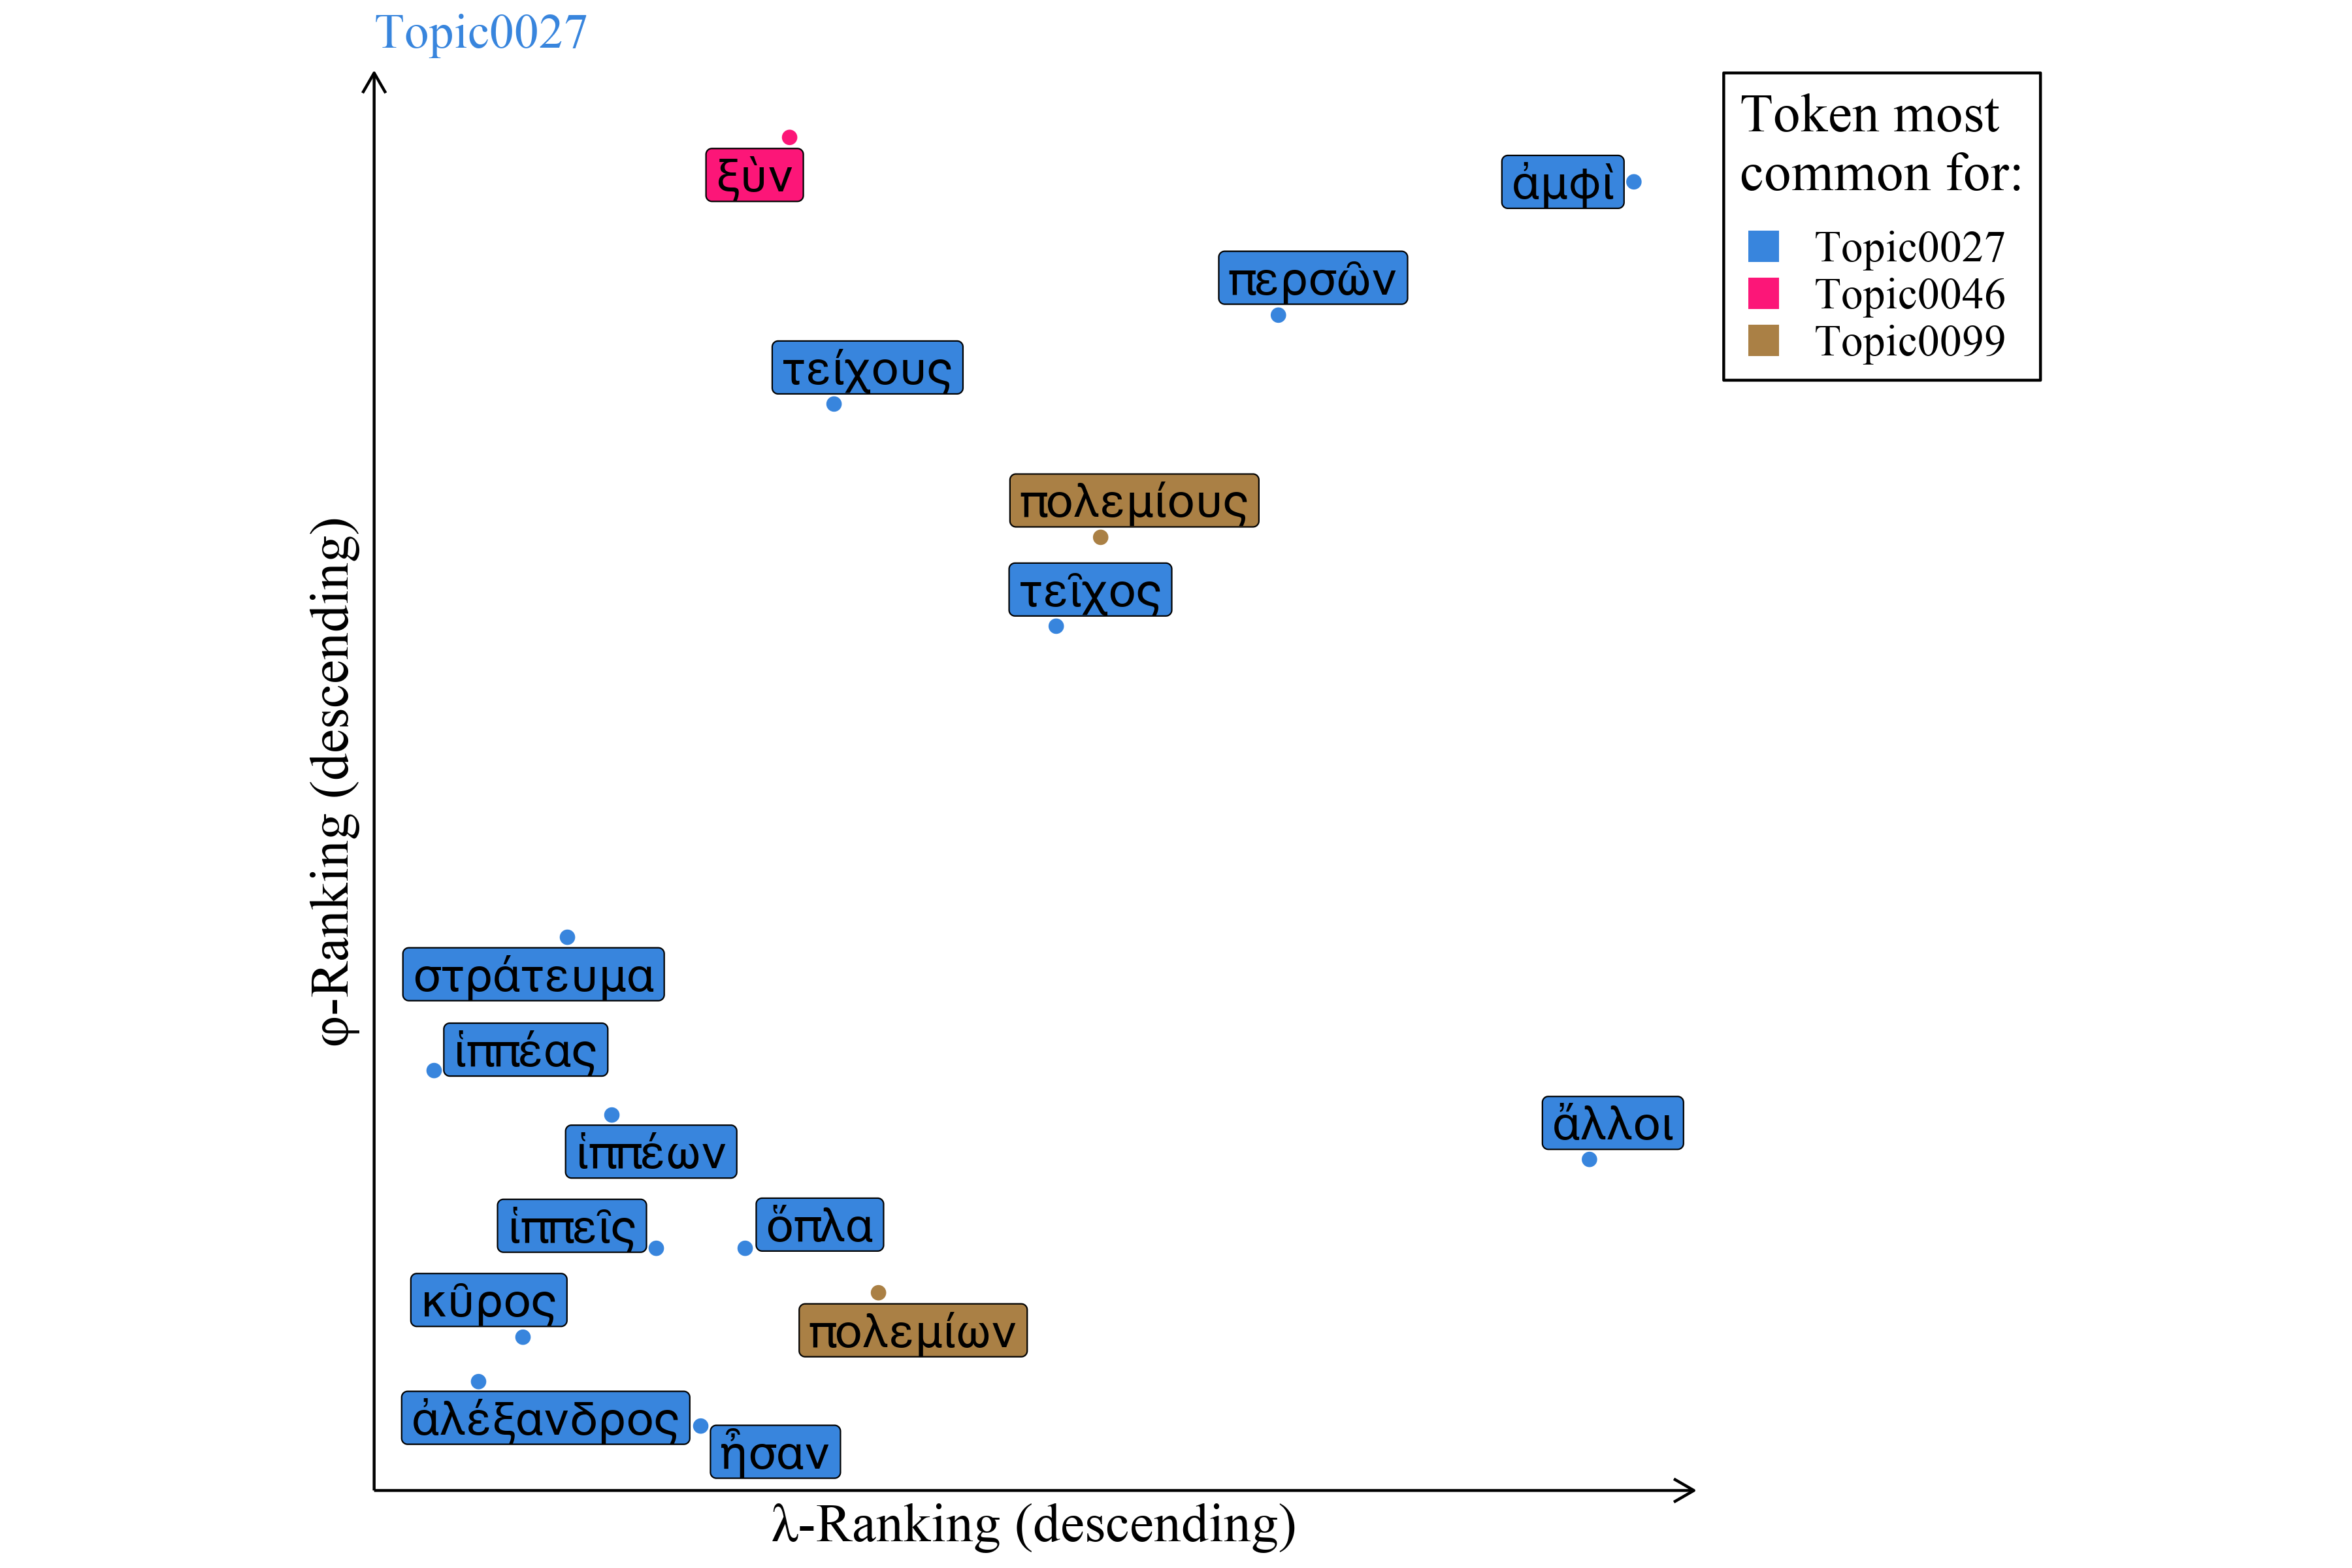 Topic0027
ξὺν
ἀμφὶ
περσῶν
τείχους
πολεμίους
τεῖχος
στράτευμα
ἱππέας
ἱππέων
ἄλλοι
ἱππεῖς
ὅπλα
κῦρος
πολεμίων
ἀλέξανδρος
ἦσαν
φ-Ranking (descending)
λ-Ranking (descending)
Token most
common for:
Topic0027
Topic0046
Topic0099